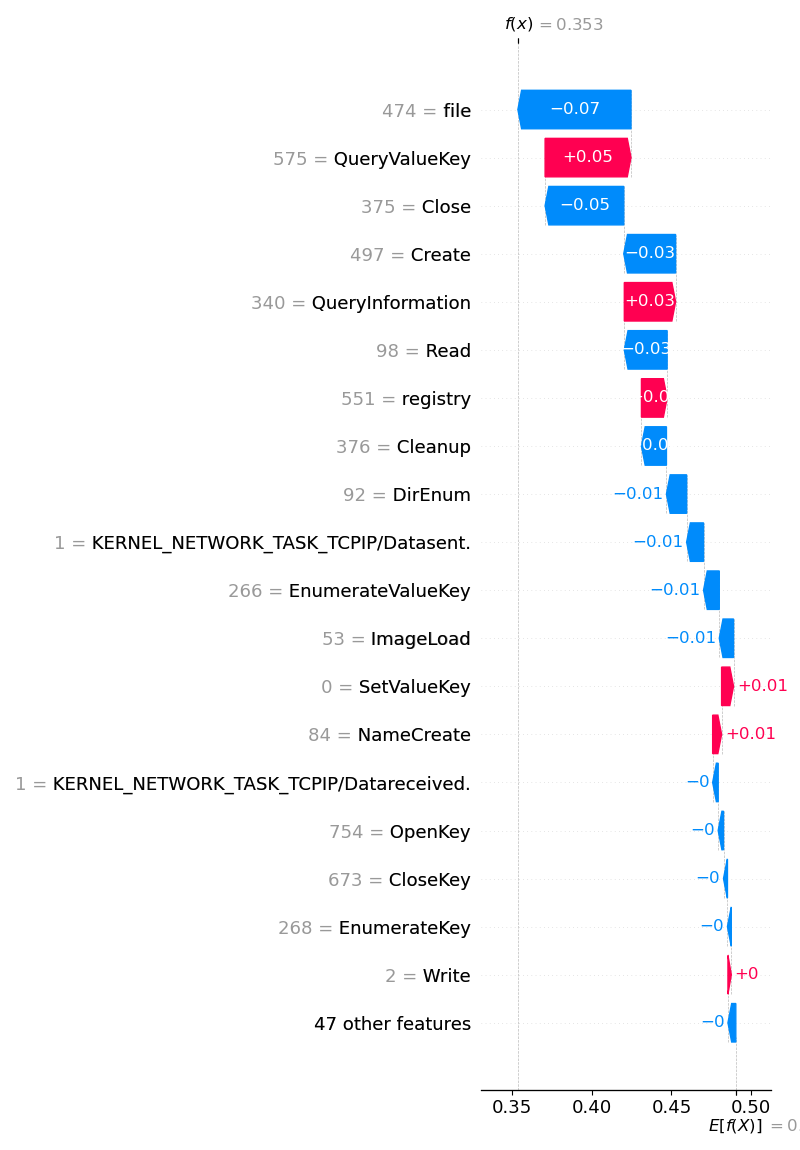 f(x) = 0.353
474 = file −0.07
575 = QueryValueKey +0.05
375 = Close −0.05
497 = Create −0.03
340 = QueryInformation +0.03
98 = Read −0.03
551 = registry
376 = Cleanup
92 = DirEnum −0.01
1 = KERNEL_NETWORK_TASK_TCPIP/Datasent. −0.01
266 = EnumerateValueKey −0.01
53 = ImageLoad −0.01
0 = SetValueKey +0.01
84 = NameCreate +0.01
1 = KERNEL_NETWORK_TASK_TCPIP/Datareceived. −0
754 = OpenKey −0
673 = CloseKey −0
268 = EnumerateKey −0
2 = Write +0
47 other features −0
0.35 0.40 0.45 0.50
E[f(X)] = 0.